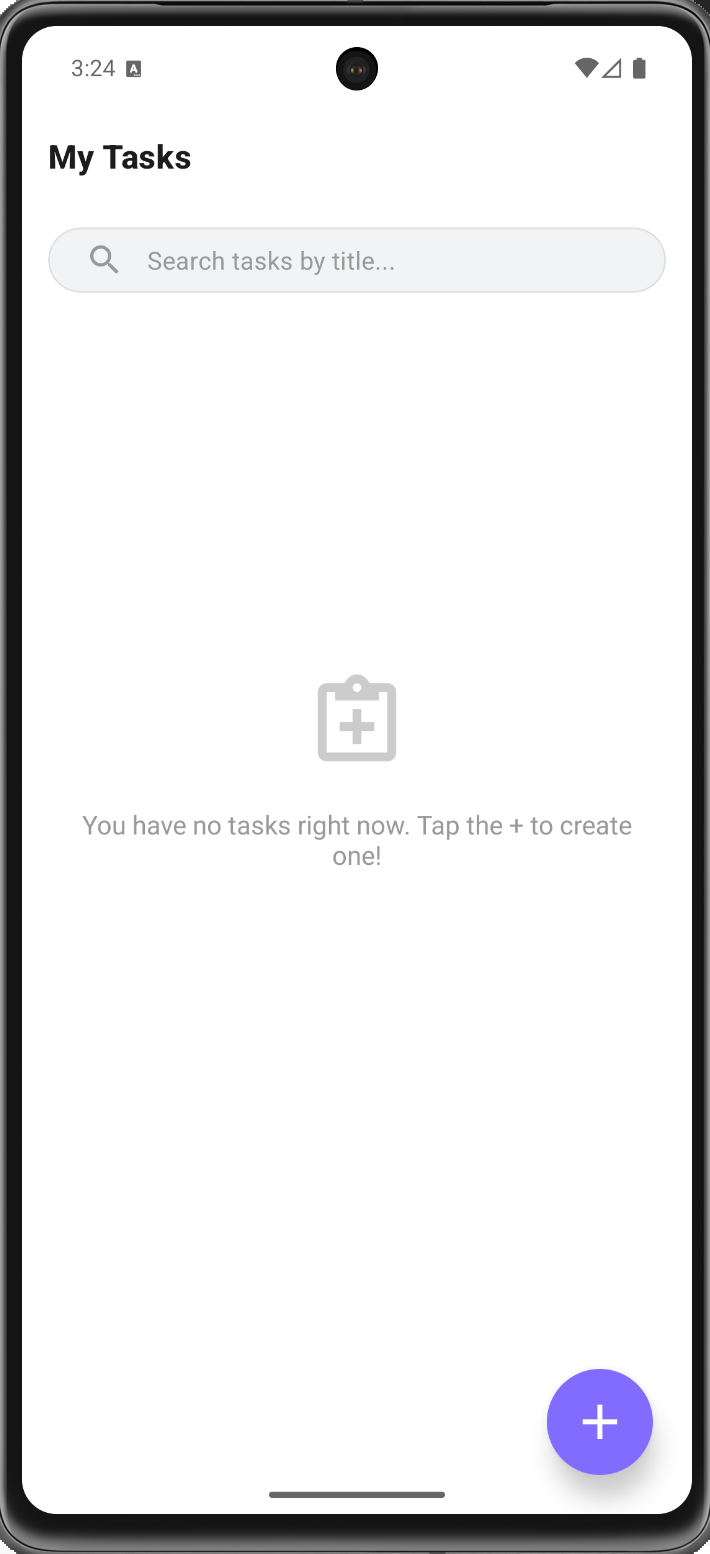 3:24
My Tasks
Search tasks by title...
You have no tasks right now. Tap the + to create
one!